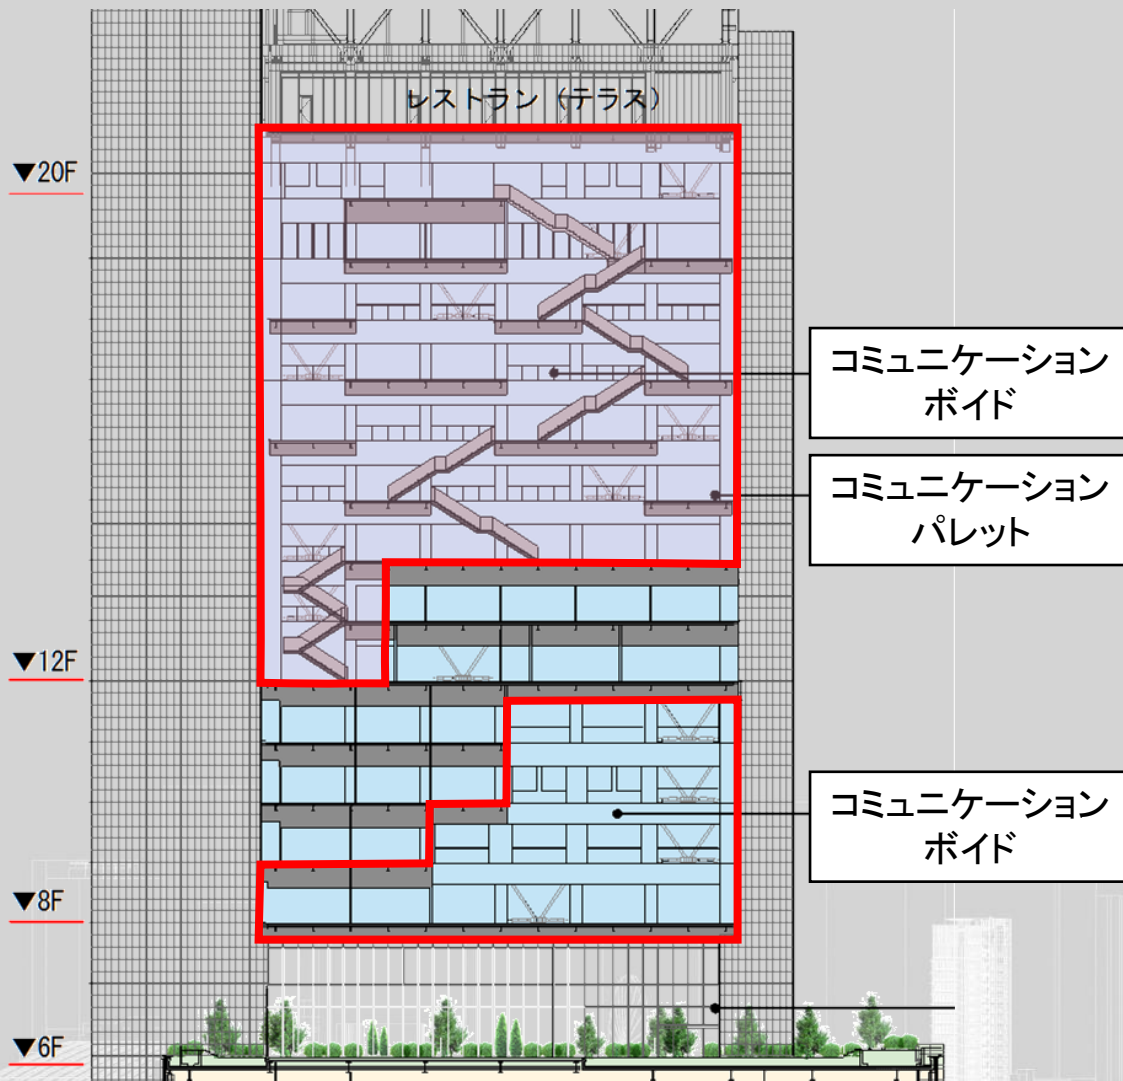 レストラン（テラス）
▼20F
コミュニケーション
ボイド
コミュニケーション
パレット
▼12F
コミュニケーション
ボイド
▼8F
▼6F